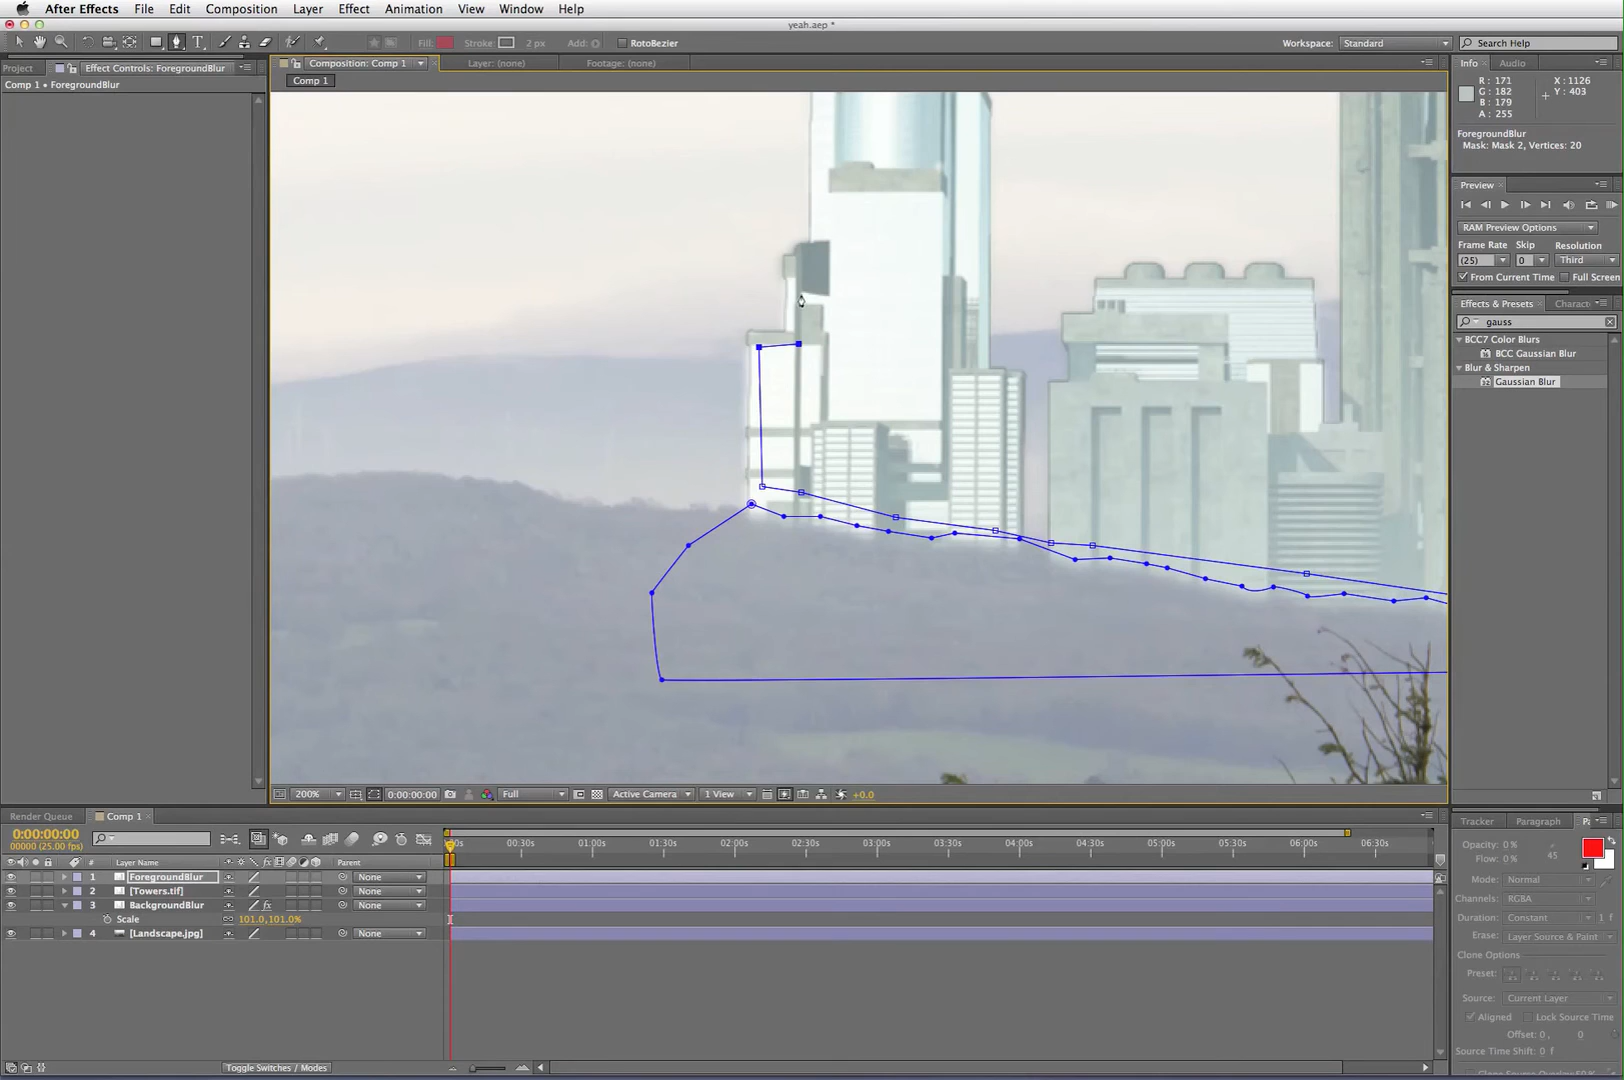 After Effects File Edit Composition Layer Effect Animation View Window Help
yeah.aep *
Fill: Stroke: 2 px Add: RotoBezier Workspace: Standard Search Help
Project Effect Controls: ForegroundBlur Composition: Comp 1 Layer: (none) Footage: (none) Info Audio
Comp 1 • ForegroundBlur
Comp 1
R: 171 X: 1126
G: 182 Y: 403
B: 179
A: 255
ForegroundBlur
Mask: Mask 2, Vertices: 20
Preview
RAM Preview Options
Frame Rate Skip Resolution
(25) 0 Third
From Current Time Full Screen
Effects & Presets Charact
gauss
BCC7 Color Blurs
BCC Gaussian Blur
Blur & Sharpen
Gaussian Blur
200% 0:00:00:00 Full Active Camera 1 View +0.0
Render Queue Comp 1
0:00:00:00
00000 (25.00 fps)
00:30s 01:00s 01:30s 02:00s 02:30s 03:00s 03:30s 04:00s 04:30s 05:00s 05:30s 06:00s 06:30s
# Layer Name fx Parent
1 ForegroundBlur None
2 [Towers.tif] None
3 BackgroundBlur fx None
Scale 101.0,101.0%
4 [Landscape.jpg] None
Toggle Switches / Modes
Tracker Paragraph
Opacity: 0 %
Flow: 0 % 45
Mode: Normal
Channels: RGBA
Duration: Constant 1 f
Erase: Layer Source & Paint
Clone Options
Preset:
Source: Current Layer
Aligned Lock Source Time
Offset: 0 , 0
Source Time Shift: 0 f